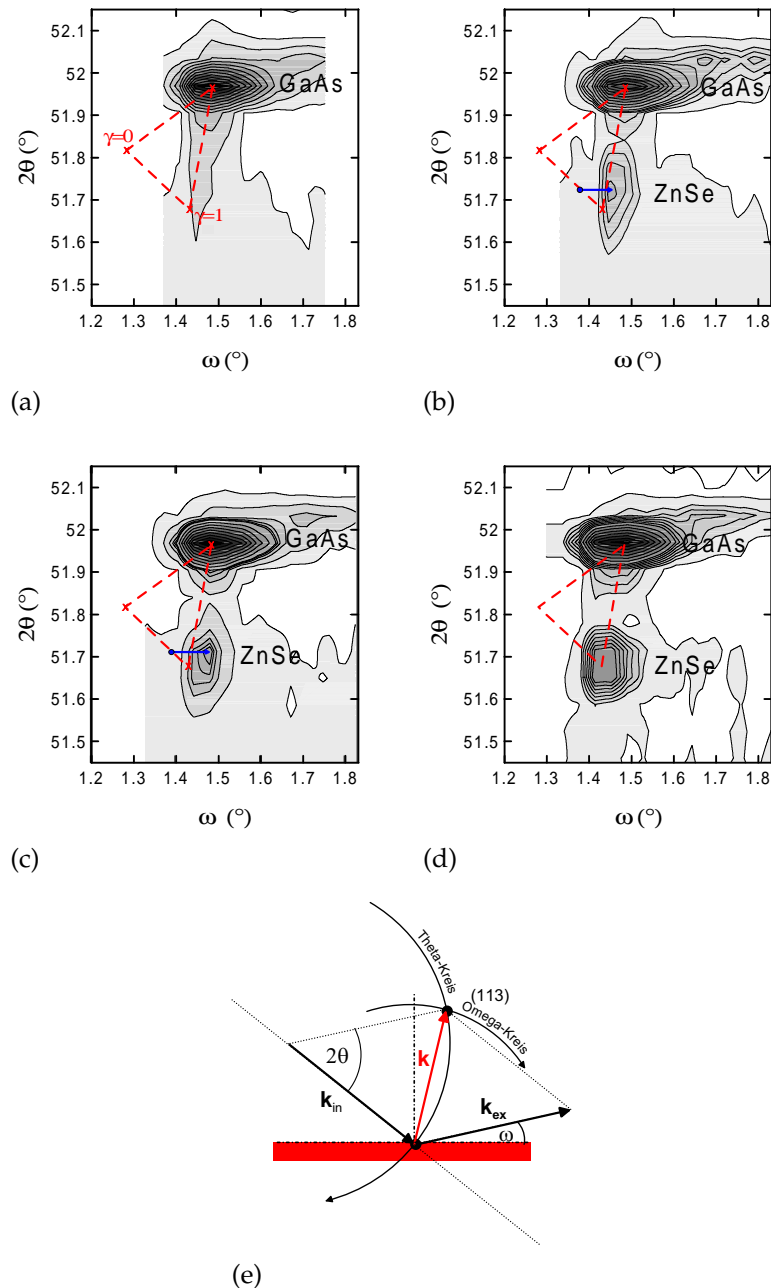 52.1
52
51.9
51.8
51.7
51.6
51.5
2θ (°)
GaAs
γ=0
γ=1
1.2 1.3 1.4 1.5 1.6 1.7 1.8
ω (°)
(a)
52.1
52
51.9
51.8
51.7
51.6
51.5
2θ (°)
GaAs
ZnSe
1.2 1.3 1.4 1.5 1.6 1.7 1.8
ω (°)
(b)
52.1
52
51.9
51.8
51.7
51.6
51.5
2θ (°)
GaAs
ZnSe
1.2 1.3 1.4 1.5 1.6 1.7 1.8
ω (°)
(c)
52.1
52
51.9
51.8
51.7
51.6
51.5
2θ (°)
GaAs
ZnSe
1.2 1.3 1.4 1.5 1.6 1.7 1.8
ω (°)
(d)
Theta-Kreis
(113)
Omega-Kreis
2θ
k
k in
k ex
ω
(e)